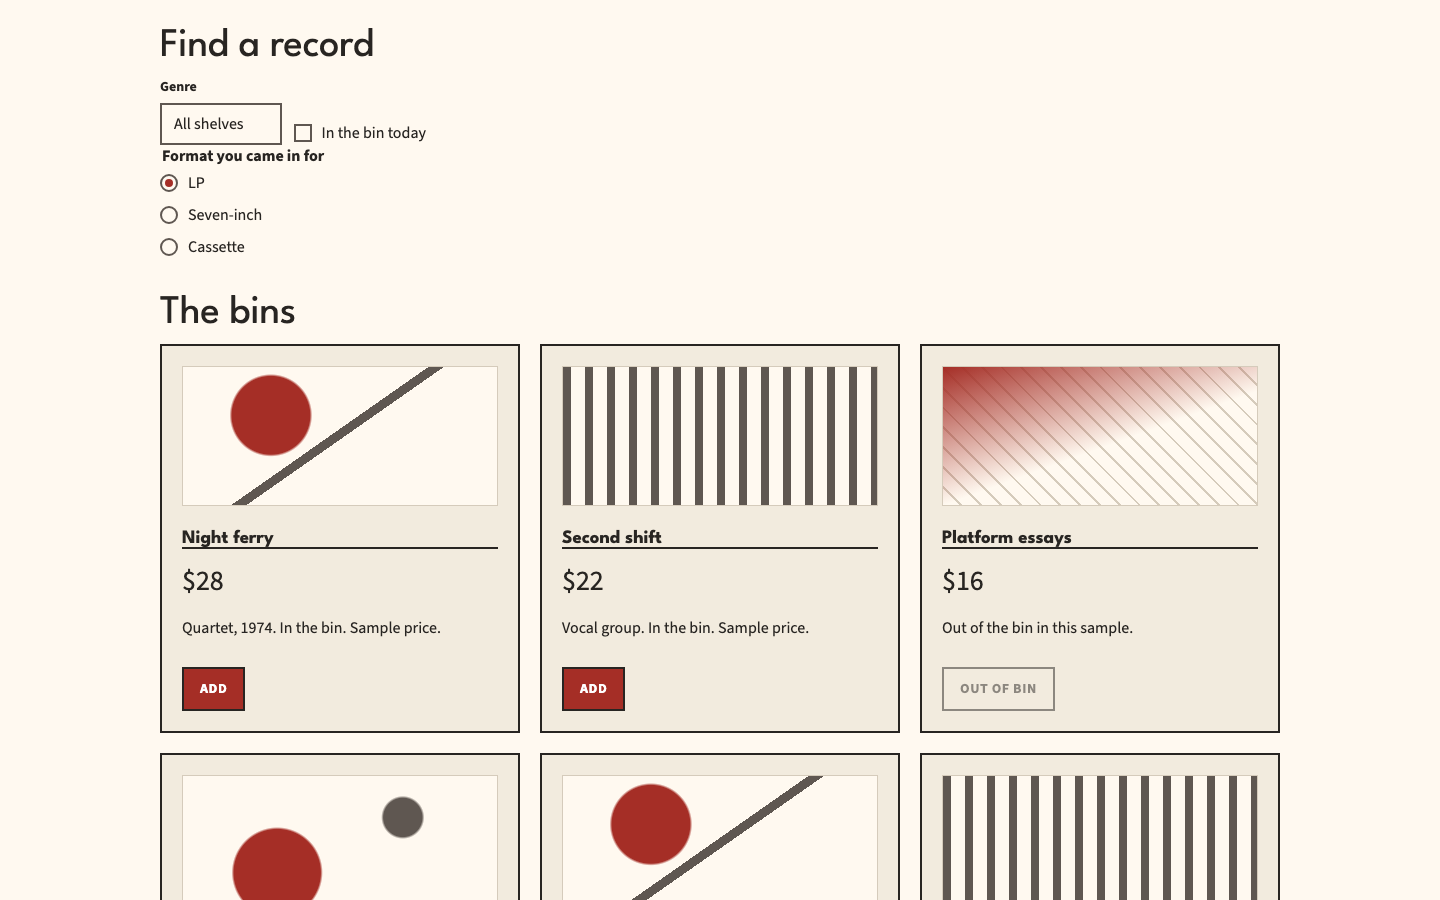 Find a record
Genre
All shelves
In the bin today
Format you came in for
LP
Seven-inch
Cassette
The bins
Night ferry
$28
Quartet, 1974. In the bin. Sample price.
ADD
Second shift
$22
Vocal group. In the bin. Sample price.
ADD
Platform essays
$16
Out of the bin in this sample.
OUT OF BIN